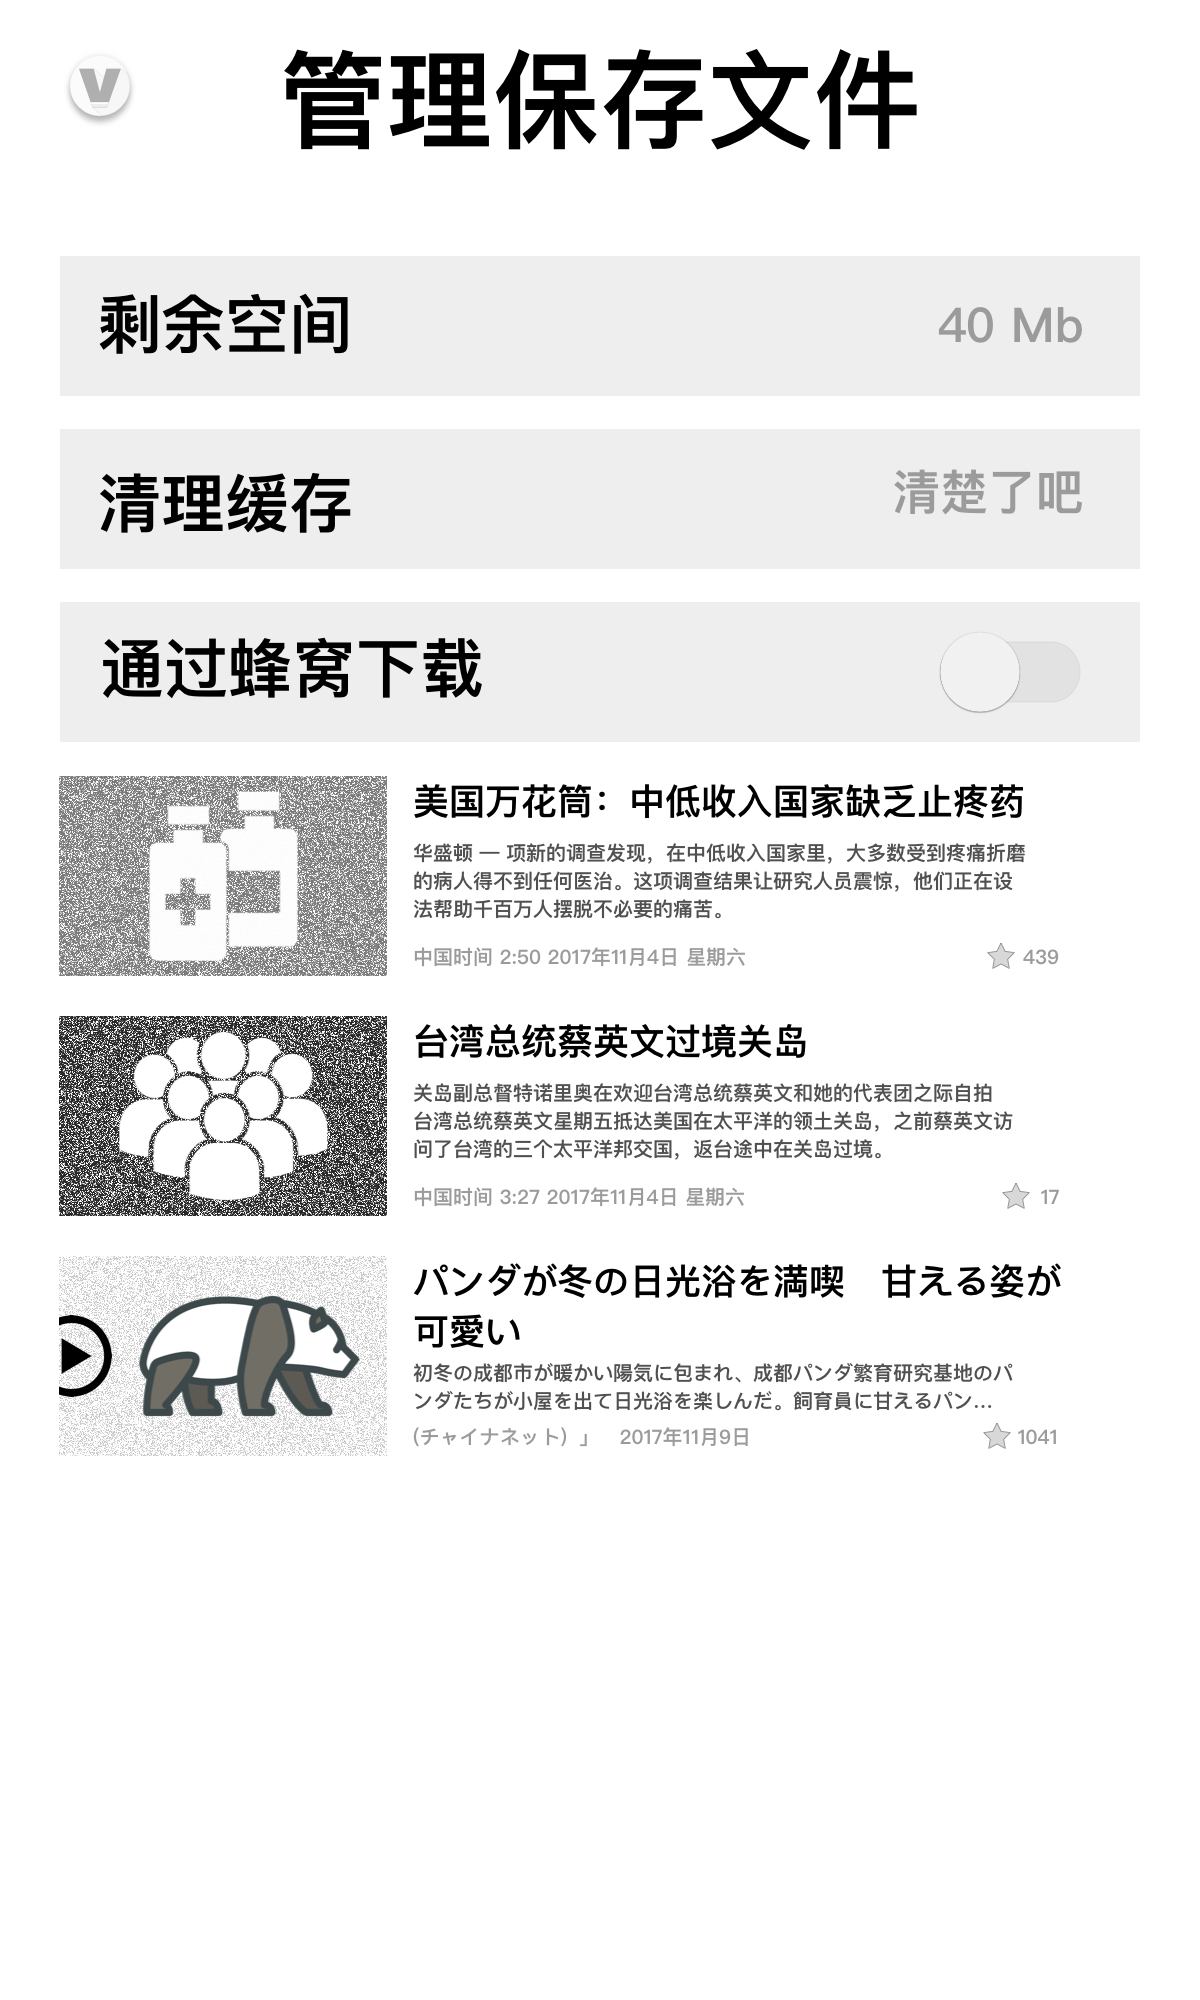 V
管理保存文件
剩余空间
40 Mb
清理缓存
清楚了吧
通过蜂窝下载
美国万花筒：中低收入国家缺乏止疼药
华盛顿 — 项新的调查发现，在中低收入国家里，大多数受到疼痛折磨
的病人得不到任何医治。这项调查结果让研究人员震惊，他们正在设
法帮助千百万人摆脱不必要的痛苦。
中国时间 2:50 2017年11月4日 星期六
439
台湾总统蔡英文过境关岛
关岛副总督特诺里奥在欢迎台湾总统蔡英文和她的代表团之际自拍
台湾总统蔡英文星期五抵达美国在太平洋的领土关岛，之前蔡英文访
问了台湾的三个太平洋邦交国，返台途中在关岛过境。
中国时间 3:27 2017年11月4日 星期六
17
パンダが冬の日光浴を満喫　甘える姿が
可愛い
初冬の成都市が暖かい陽気に包まれ、成都パンダ繁育研究基地のパ
ンダたちが小屋を出て日光浴を楽しんだ。飼育員に甘えるパン...
(チャイナネット）」　2017年11月9日
1041